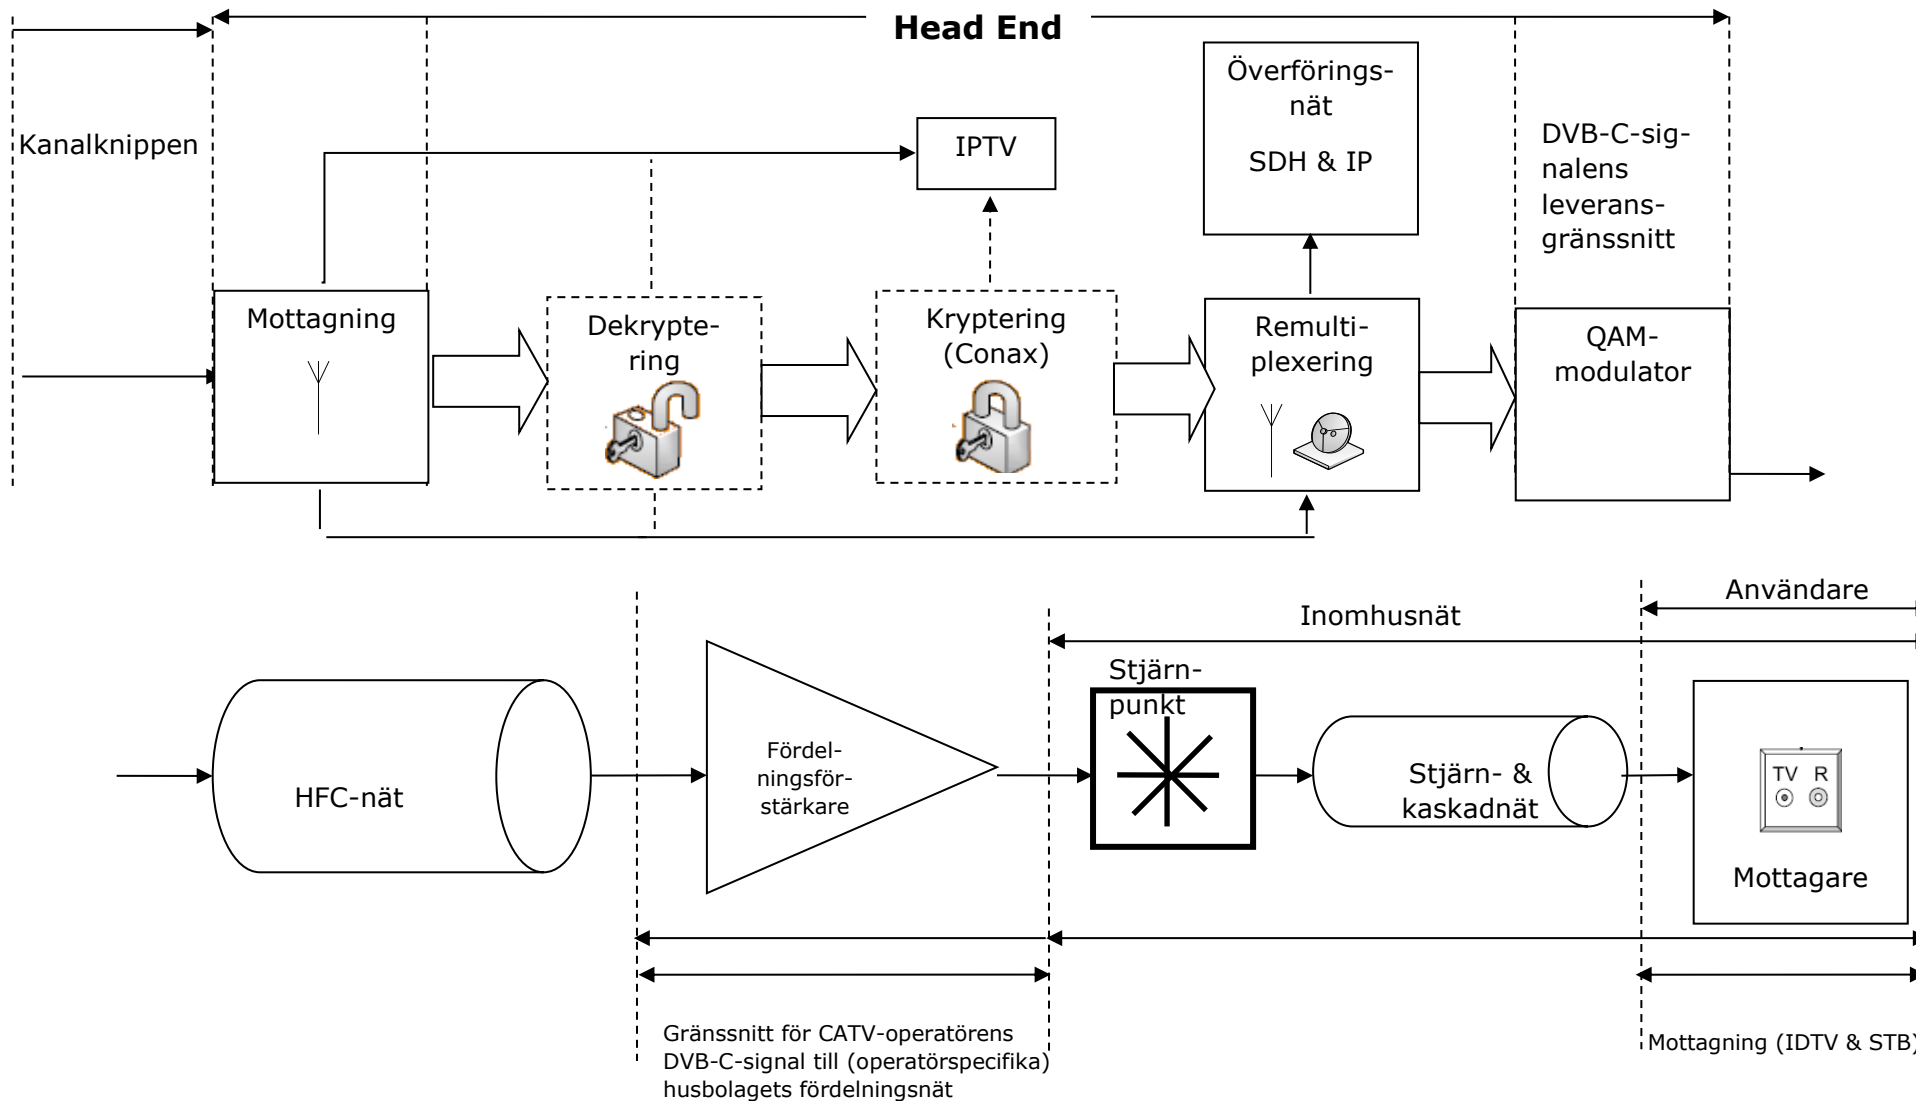 Head End
Kanalknippen
IPTV
Överförings-
nät
SDH & IP
DVB-C-sig-
nalens
leverans-
gränssnitt
Mottagning
Dekrypte-
ring
Kryptering
(Conax)
Remulti-
plexering
QAM-
modulator
Användare
Inomhusnät
HFC-nät
Fördel-
ningsför-
stärkare
Stjärn-
punkt
Stjärn- &
kaskadnät
TV R
Mottagare
Gränssnitt för CATV-operatörens
DVB-C-signal till (operatörspecifika)
husbolagets fördelningsnät
Mottagning (IDTV & STB)